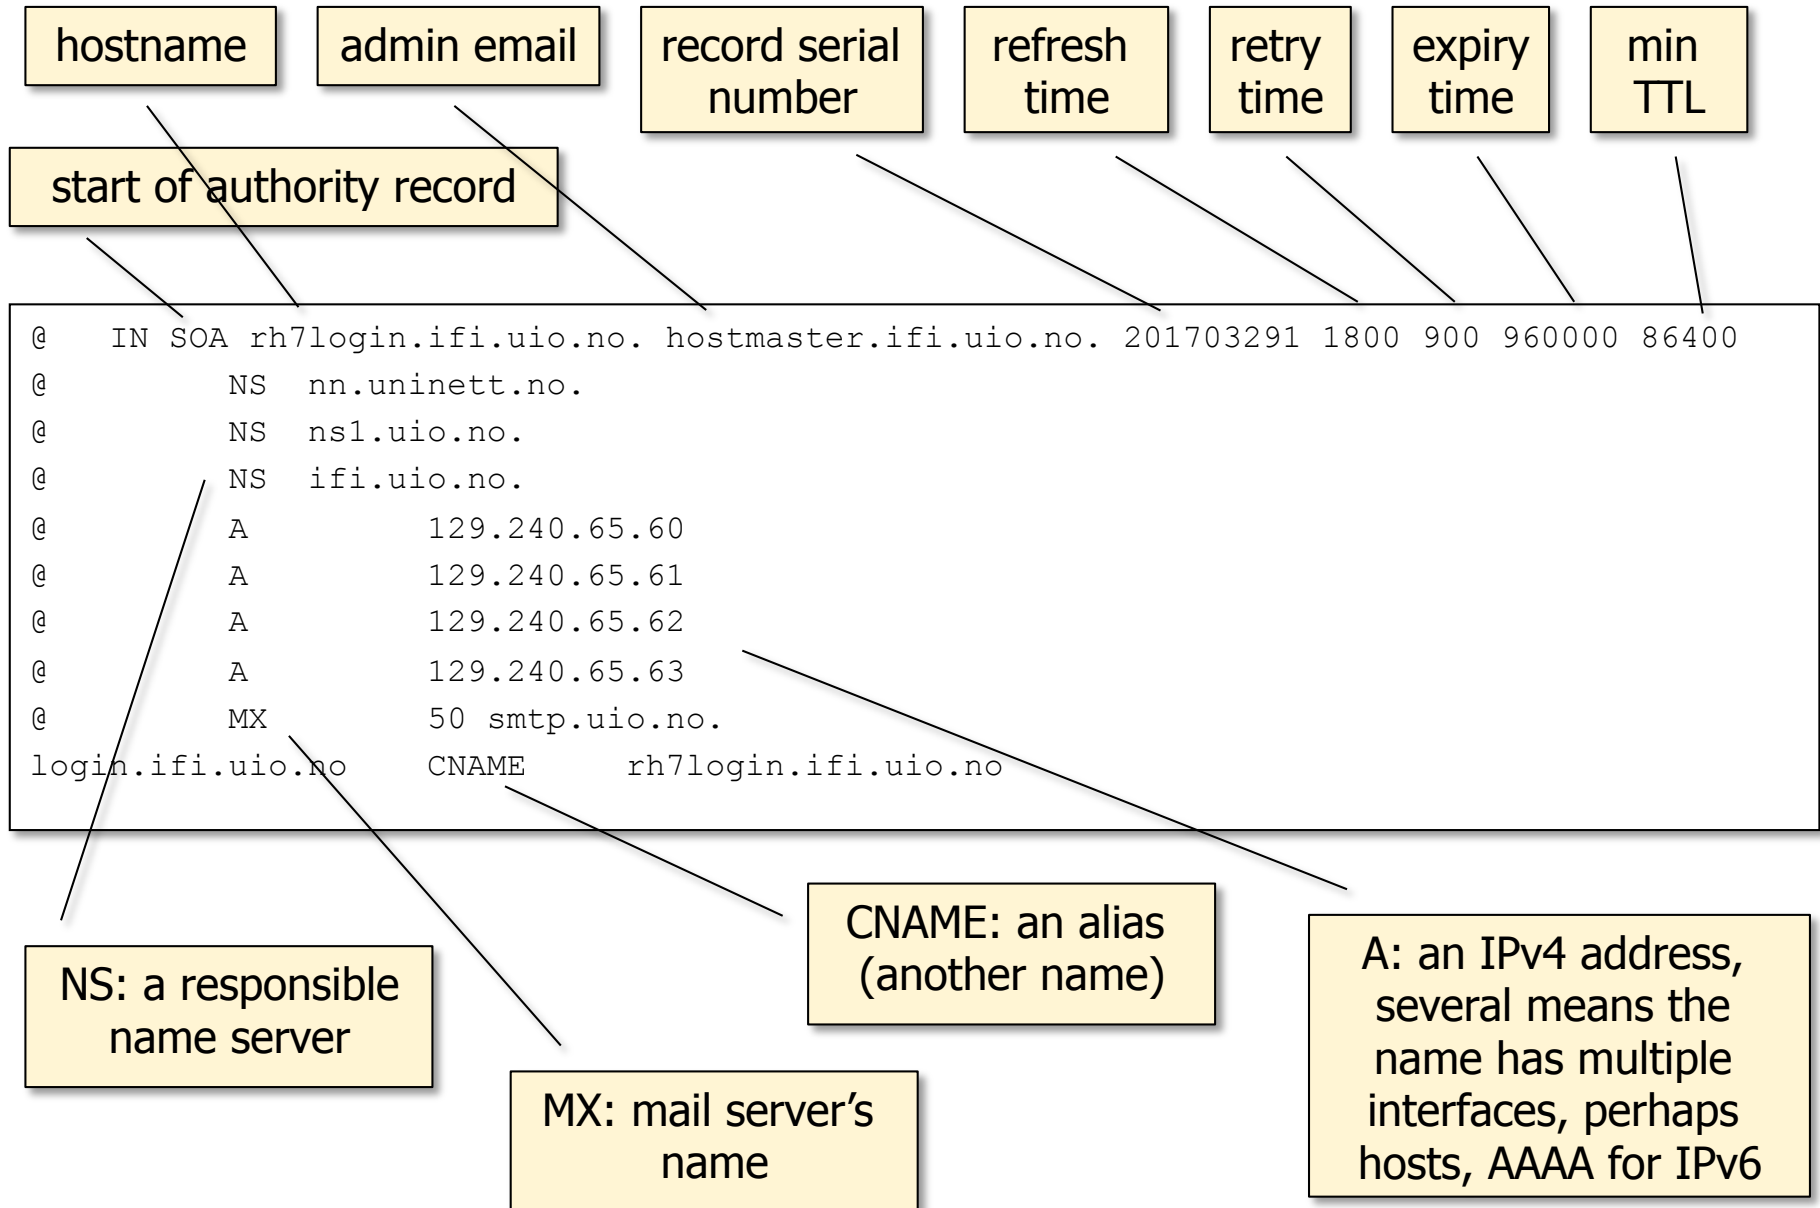 hostname
admin email
record serial
number
refresh
time
retry
time
expiry
time
min
TTL
start of authority record
@ IN SOA rh7login.ifi.uio.no. hostmaster.ifi.uio.no. 201703291 1800 900 960000 86400
@ NS nn.uninett.no.
@ NS ns1.uio.no.
@ NS ifi.uio.no.
@ A 129.240.65.60
@ A 129.240.65.61
@ A 129.240.65.62
@ A 129.240.65.63
@ MX 50 smtp.uio.no.
login.ifi.uio.no CNAME rh7login.ifi.uio.no
NS: a responsible
name server
MX: mail server’s
name
CNAME: an alias
(another name)
A: an IPv4 address,
several means the
name has multiple
interfaces, perhaps
hosts, AAAA for IPv6